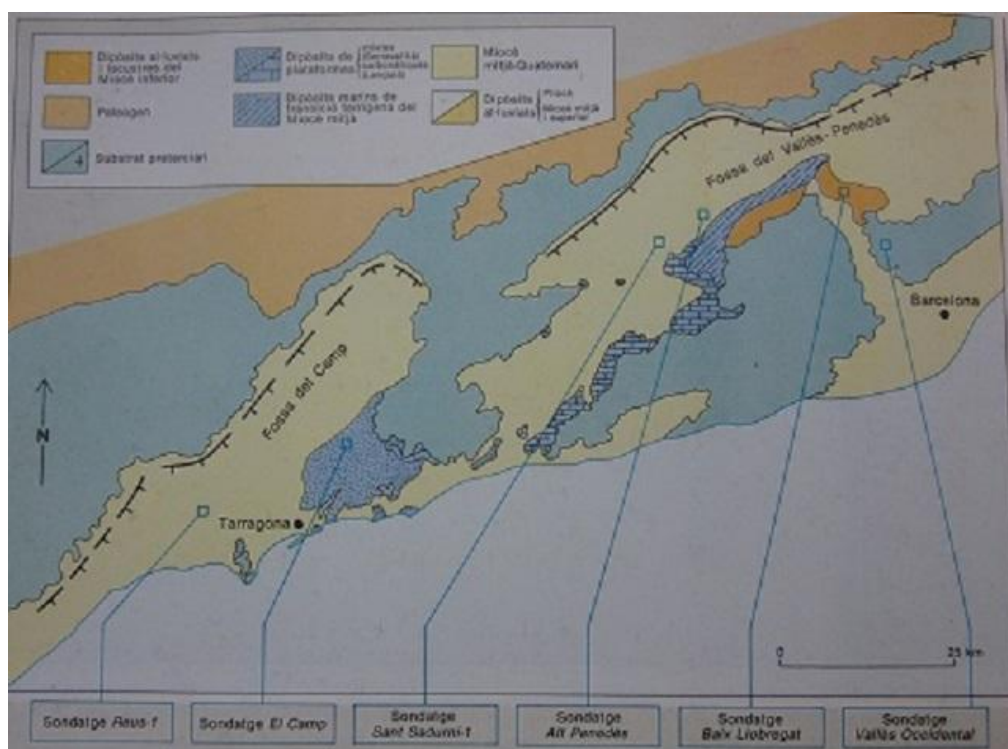 Dipòsits al·luvials
i lacustres del
Miocè inferior
Paleogen
Substrat preterciari
Dipòsits de
plataformes
Dipòsits marins de
transició terrígens del
Miocè mitjà
Miocè
mitjà-Quaternari
Dipòsits
al·luvials
Pliocè
Miocè mitjà
i superior
Fossa del Vallès-Penedès
Barcelona
Fossa del Camp
N
Tarragona
0 25 km
Sondatge Reus-1
Sondatge El Camp
Sondatge
Sant Sadurní-1
Sondatge
Alt Penedès
Sondatge
Baix Llobregat
Sondatge
Vallès Occidental